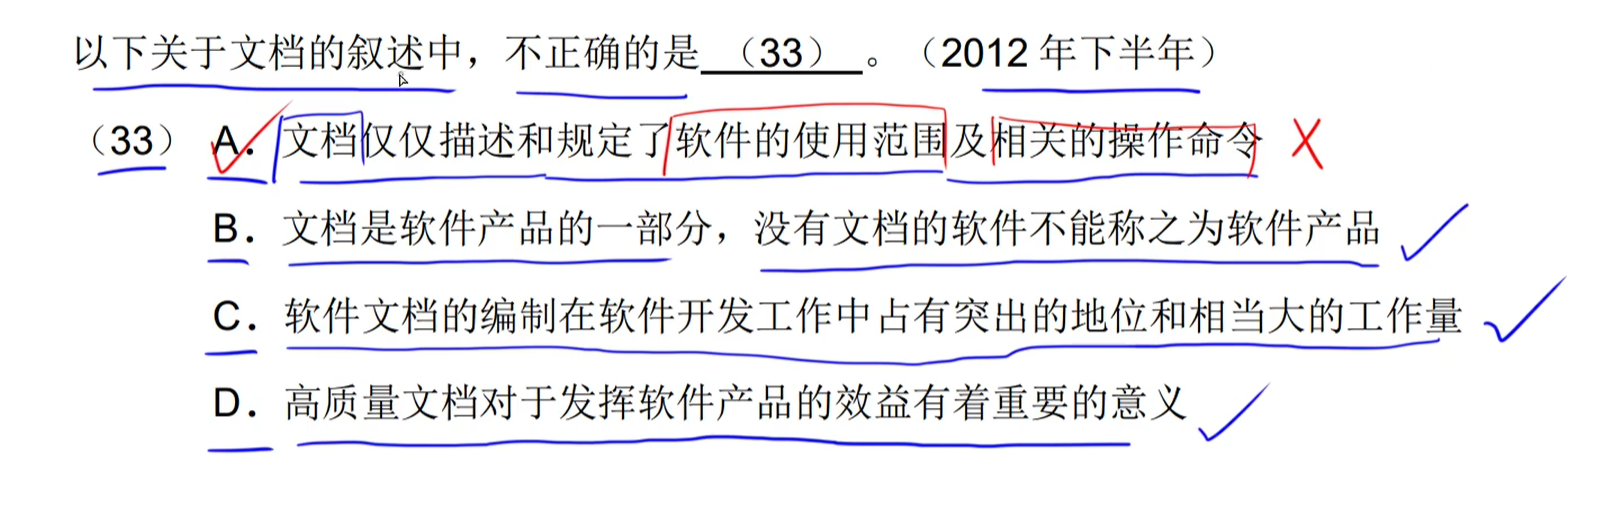 以下关于文档的叙述中，不正确的是（33）。（2012 年下半年）
（33） A．文档仅仅描述和规定了软件的使用范围及相关的操作命令
B．文档是软件产品的一部分，没有文档的软件不能称之为软件产品
C．软件文档的编制在软件开发工作中占有突出的地位和相当大的工作量
D．高质量文档对于发挥软件产品的效益有着重要的意义